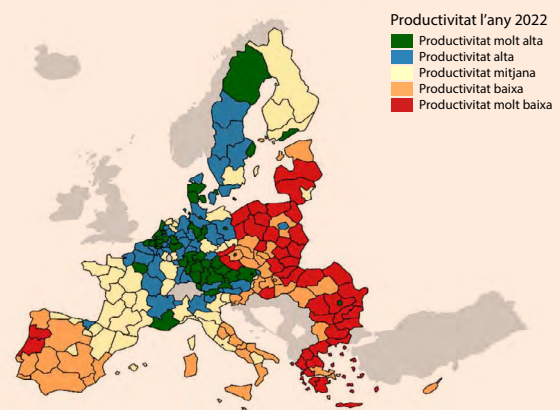 Productivitat l'any 2022
Productivitat molt alta
Productivitat alta
Productivitat mitjana
Productivitat baixa
Productivitat molt baixa